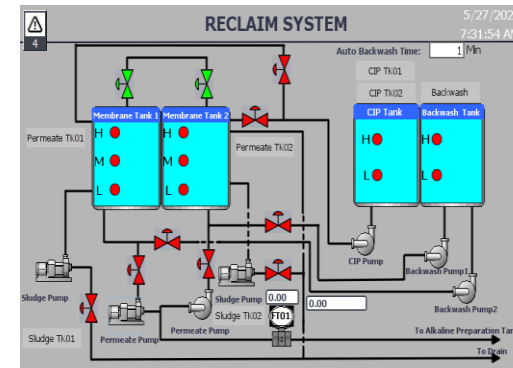 RECLAIM SYSTEM
5/27/202
7:31:54 AM
4
Auto Backwash Time: 1 Min
CIP Tk01
CIP Tk02 Backwash
Membrane Tank 1 Membrane Tank 2
CIP Tank Backwash Tank
Permeate Tk01
H H H H
Permeate Tk02
M M
L L L L
CIP Pump
Backwash Pump1
Sludge Pump
Sludge Pump 0.00 0.00
Backwash Pump2
Sludge Tk02 FT01
Sludge Tk01
Permeate Pump Permeate Pump
To Alkaline Preparation Tan
To Drain